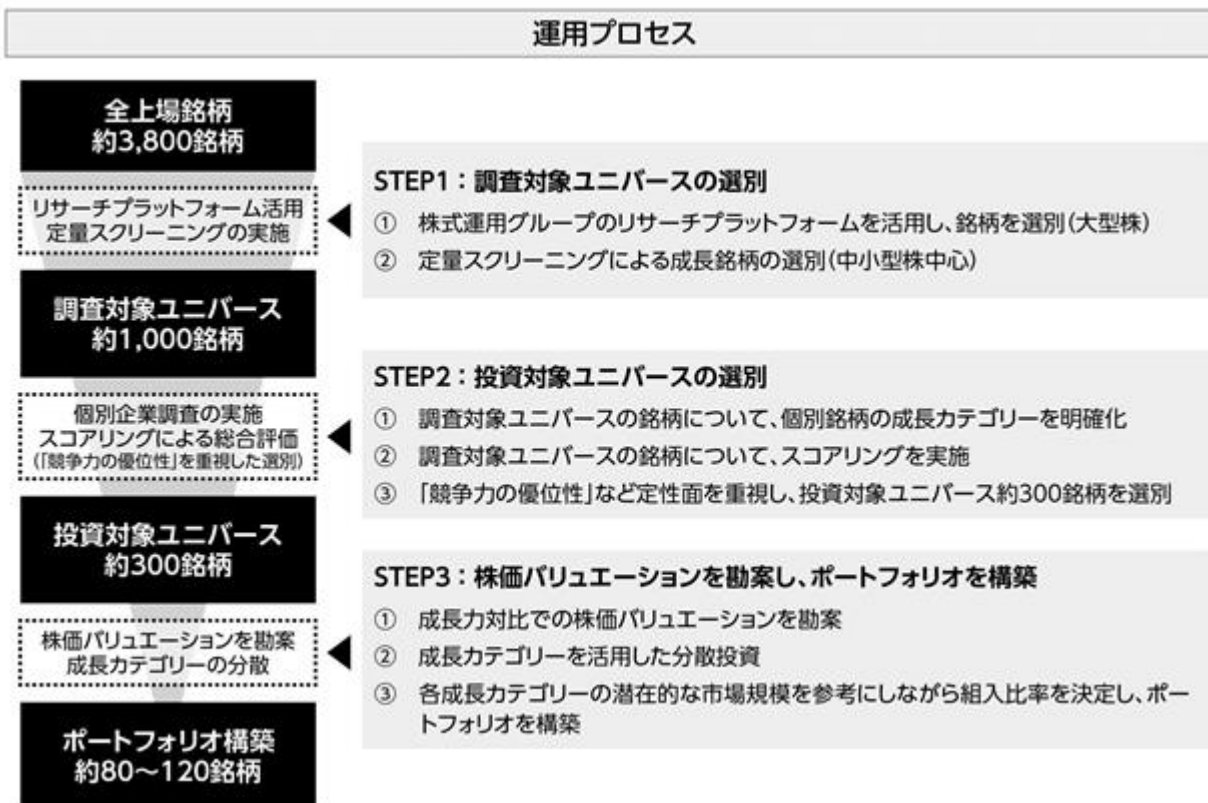 運用プロセス
全上場銘柄
約3,800銘柄
リサーチプラットフォーム活用
定量スクリーニングの実施
STEP1：調査対象ユニバースの選別
① 株式運用グループのリサーチプラットフォームを活用し、銘柄を選別（大型株）
② 定量スクリーニングによる成長銘柄の選別（中小型株中心）
調査対象ユニバース
約1,000銘柄
個別企業調査の実施
スコアリングによる総合評価
（「競争力の優位性」を重視した選別）
STEP2：投資対象ユニバースの選別
① 調査対象ユニバースの銘柄について、個別銘柄の成長カテゴリーを明確化
② 調査対象ユニバースの銘柄について、スコアリングを実施
③ 「競争力の優位性」など定性面を重視し、投資対象ユニバース約300銘柄を選別
投資対象ユニバース
約300銘柄
株価バリュエーションを勘案
成長カテゴリーの分散
STEP3：株価バリュエーションを勘案し、ポートフォリオを構築
① 成長力対比での株価バリュエーションを勘案
② 成長カテゴリーを活用した分散投資
③ 各成長カテゴリーの潜在的な市場規模を参考にしながら組入比率を決定し、ポー
トフォリオを構築
ポートフォリオ構築
約80～120銘柄